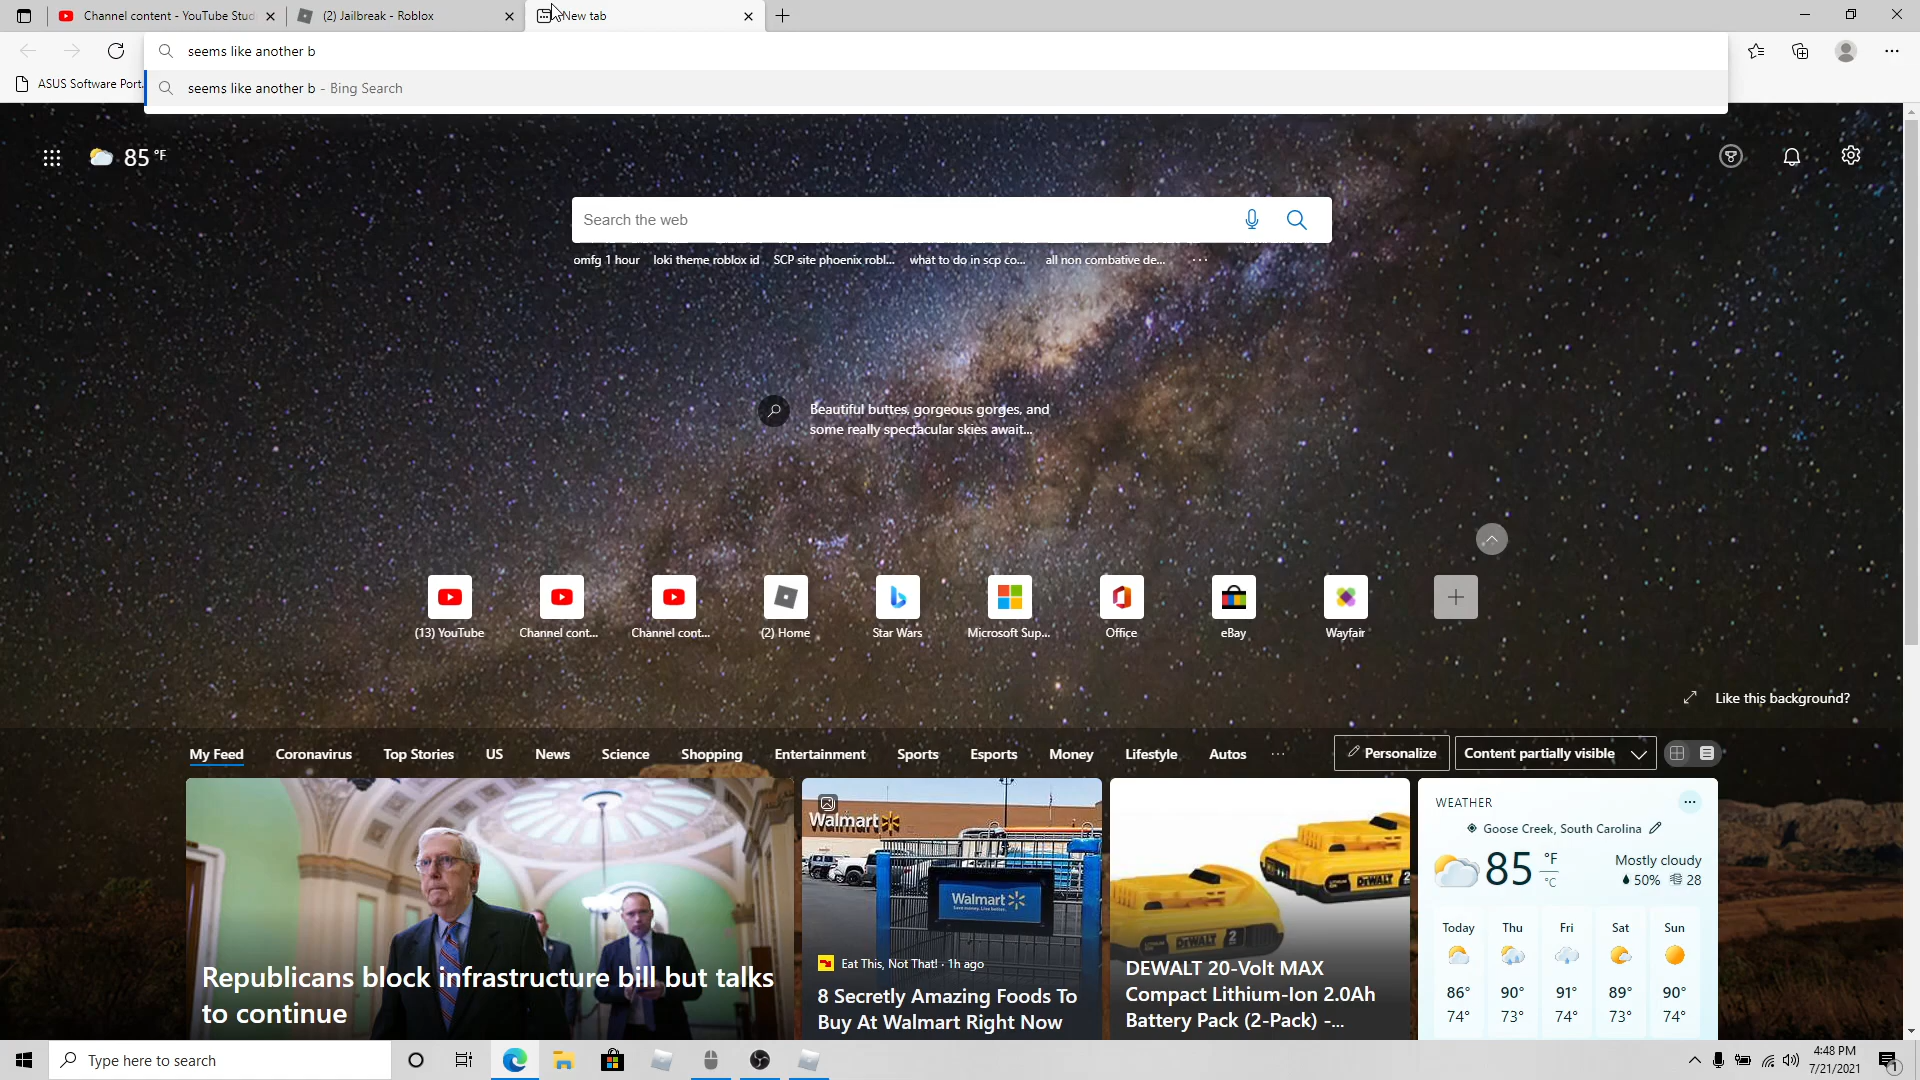 Channel content - YouTube Stud
(2) Jailbreak - Roblox
New tab
seems like another b
seems like another b - Bing Search
ASUS Software Port.
85 °F
Search the web
omfg 1 hour
loki theme roblox id
SCP site phoenix robl...
what to do in scp co...
all non combative de...
Beautiful buttes, gorgeous gorges, and
some really spectacular skies await...
(13) YouTube
Channel cont...
Channel cont...
(2) Home
Star Wars
Microsoft Sup...
Office
eBay
Wayfair
Like this background?
My Feed
Coronavirus
Top Stories
US
News
Science
Shopping
Entertainment
Sports
Esports
Money
Lifestyle
Autos
Personalize
Content partially visible
Republicans block infrastructure bill but talks
to continue
Walmart
Walmart
Eat This, Not That! · 1h ago
8 Secretly Amazing Foods To
Buy At Walmart Right Now
DEWALT
DEWALT
DEWALT 20-Volt MAX
Compact Lithium-Ion 2.0Ah
Battery Pack (2-Pack) -...
WEATHER
Goose Creek, South Carolina
85 °F
°C
Mostly cloudy
50% 28
Today Thu Fri Sat Sun
86° 90° 91° 89° 90°
74° 73° 74° 73° 74°
Type here to search
4:48 PM
7/21/2021
1